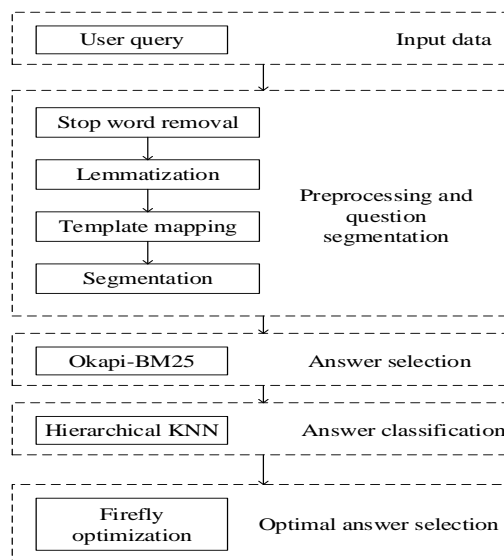 User query
Input data
Stop word removal
Lemmatization
Template mapping
Segmentation
Preprocessing and
question
segmentation
Okapi-BM25
Answer selection
Hierarchical KNN
Answer classification
Firefly
optimization
Optimal answer selection